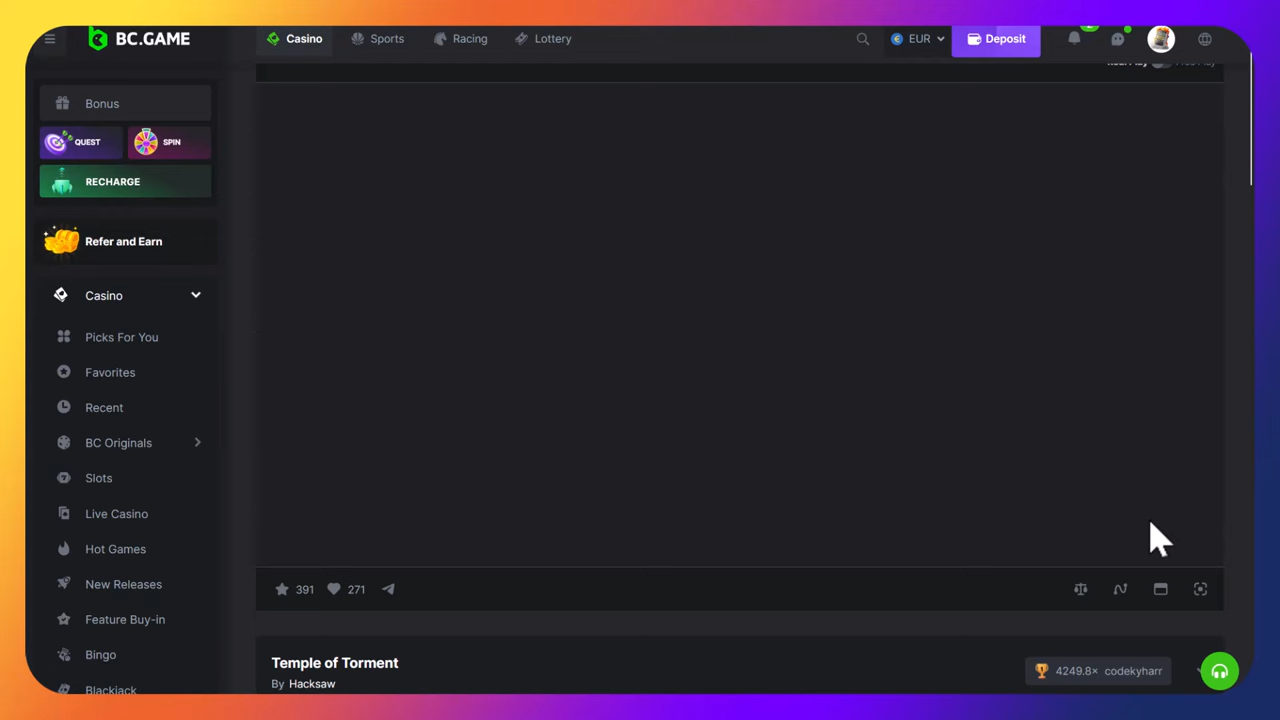 BC.GAME
Casino
Sports
Racing
Lottery
EUR
Deposit
Bonus
QUEST
SPIN
RECHARGE
Refer and Earn
Casino
Picks For You
Favorites
Recent
BC Originals
Slots
Live Casino
Hot Games
New Releases
Feature Buy-in
Bingo
Blackjack
391
271
Temple of Torment
By Hacksaw
4249.8× codekyharr